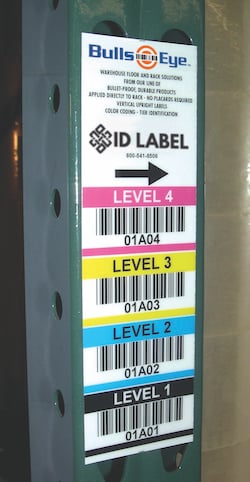 BullsEye™
WAREHOUSE FLOOR AND RACK SOLUTIONS
FROM OUR LINE OF
BULLET-PROOF, DURABLE PRODUCTS
APPLIED DIRECTLY TO RACK - NO PLACARDS REQUIRED
VERTICAL UPRIGHT LABELS
COLOR CODING - TIER IDENTIFICATION
ID LABEL
800-541-8506
LEVEL 4
01A04
LEVEL 3
01A03
LEVEL 2
01A02
LEVEL 1
01A01